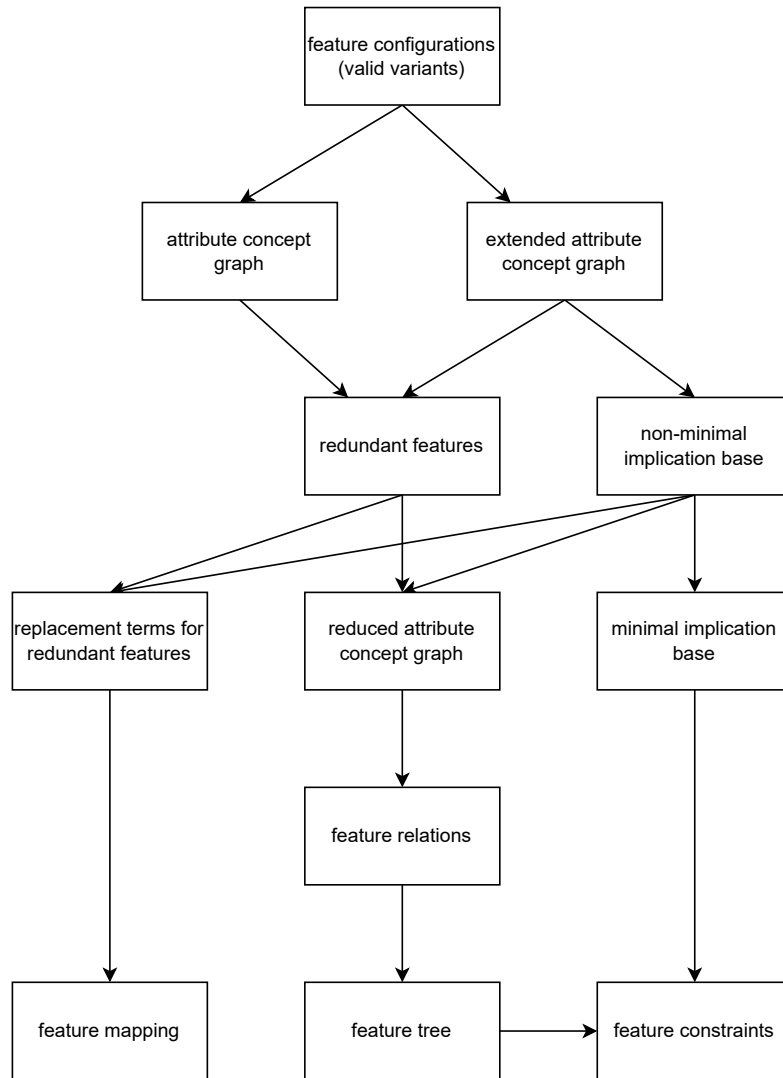 feature configurations
(valid variants)
attribute concept
graph
extended attribute
concept graph
redundant features
non-minimal
implication base
replacement terms for
redundant features
reduced attribute
concept graph
minimal implication
base
feature relations
feature mapping
feature tree
feature constraints